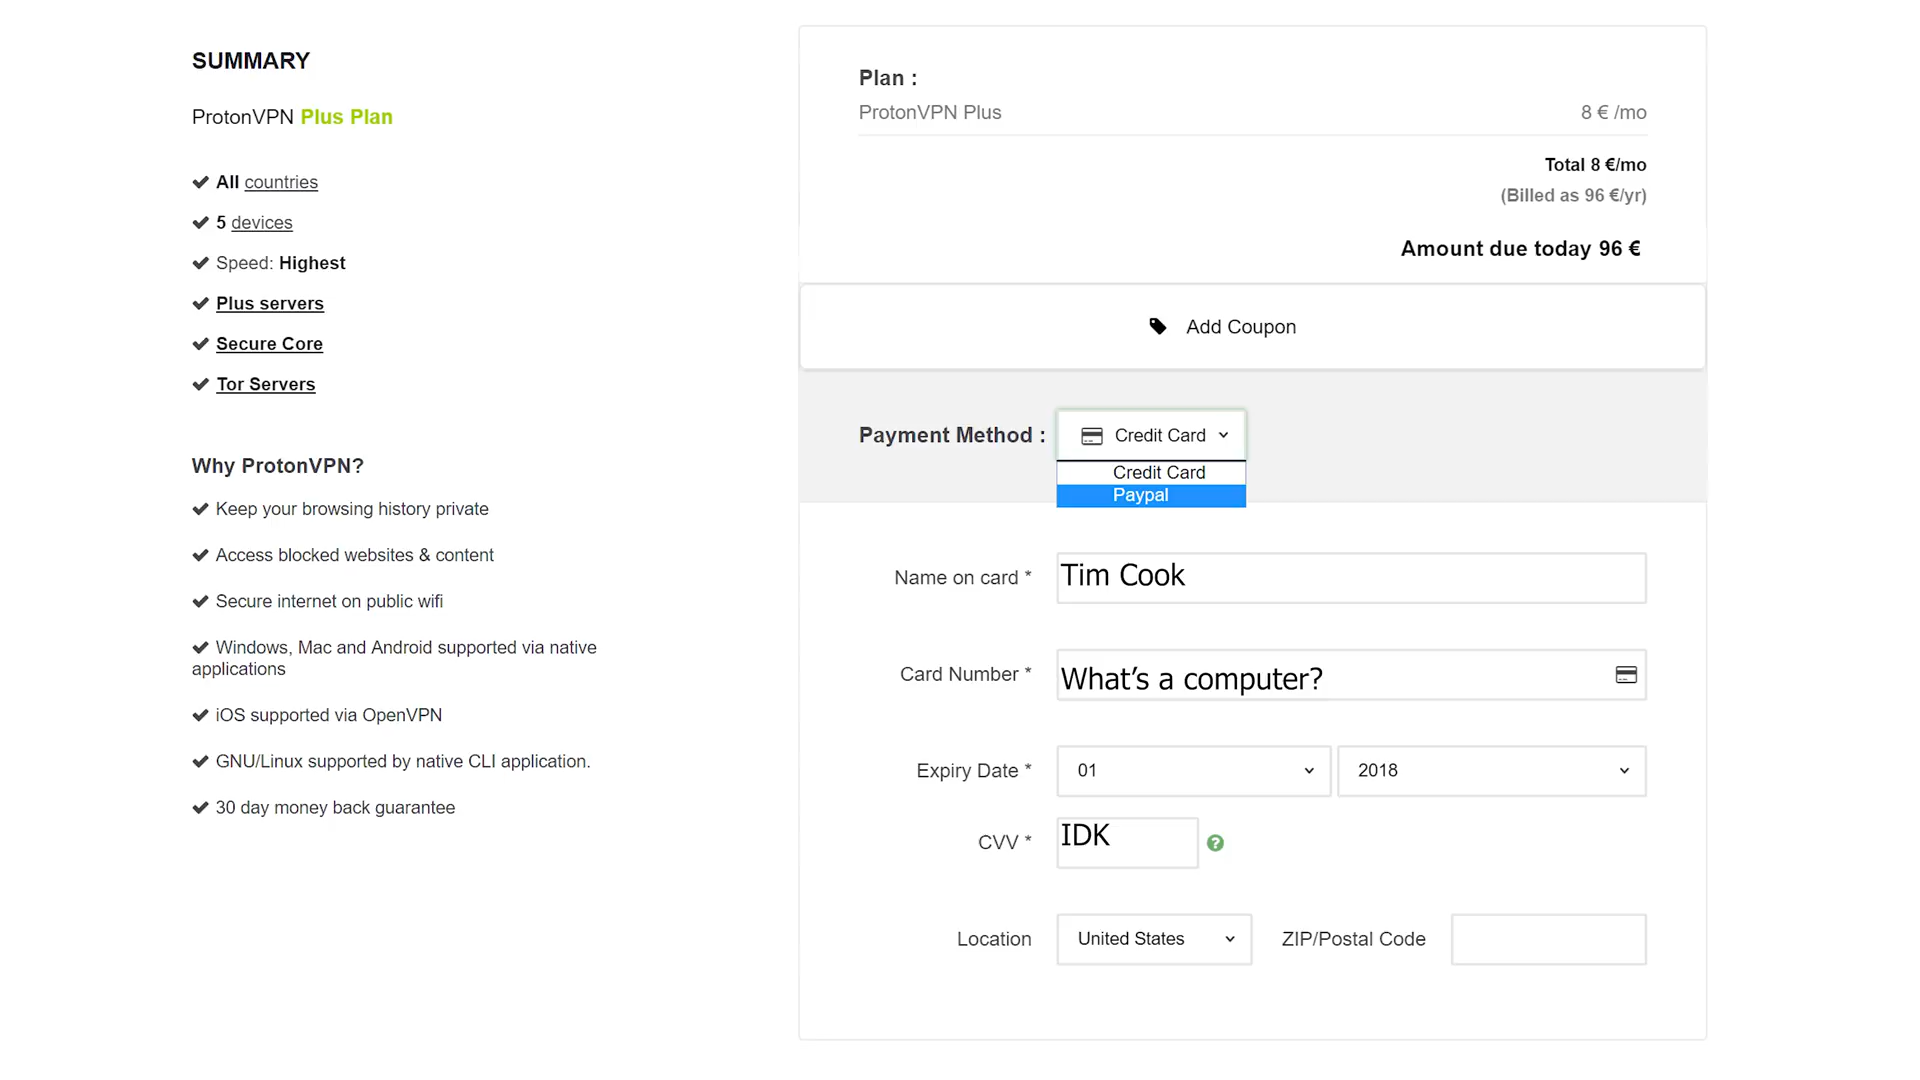 SUMMARY
ProtonVPN Plus Plan
All countries
5 devices
Speed: Highest
Plus servers
Secure Core
Tor Servers
Why ProtonVPN?
Keep your browsing history private
Access blocked websites & content
Secure internet on public wifi
Windows, Mac and Android supported via native
applications
iOS supported via OpenVPN
GNU/Linux supported by native CLI application.
30 day money back guarantee
Plan :
ProtonVPN Plus 8 € /mo
Total 8 €/mo
(Billed as 96 €/yr)
Amount due today 96 €
Add Coupon
Payment Method : Credit Card
Credit Card
Paypal
Name on card * Tim Cook
Card Number * What's a computer?
Expiry Date * 01 2018
CVV * IDK ?
Location United States ZIP/Postal Code